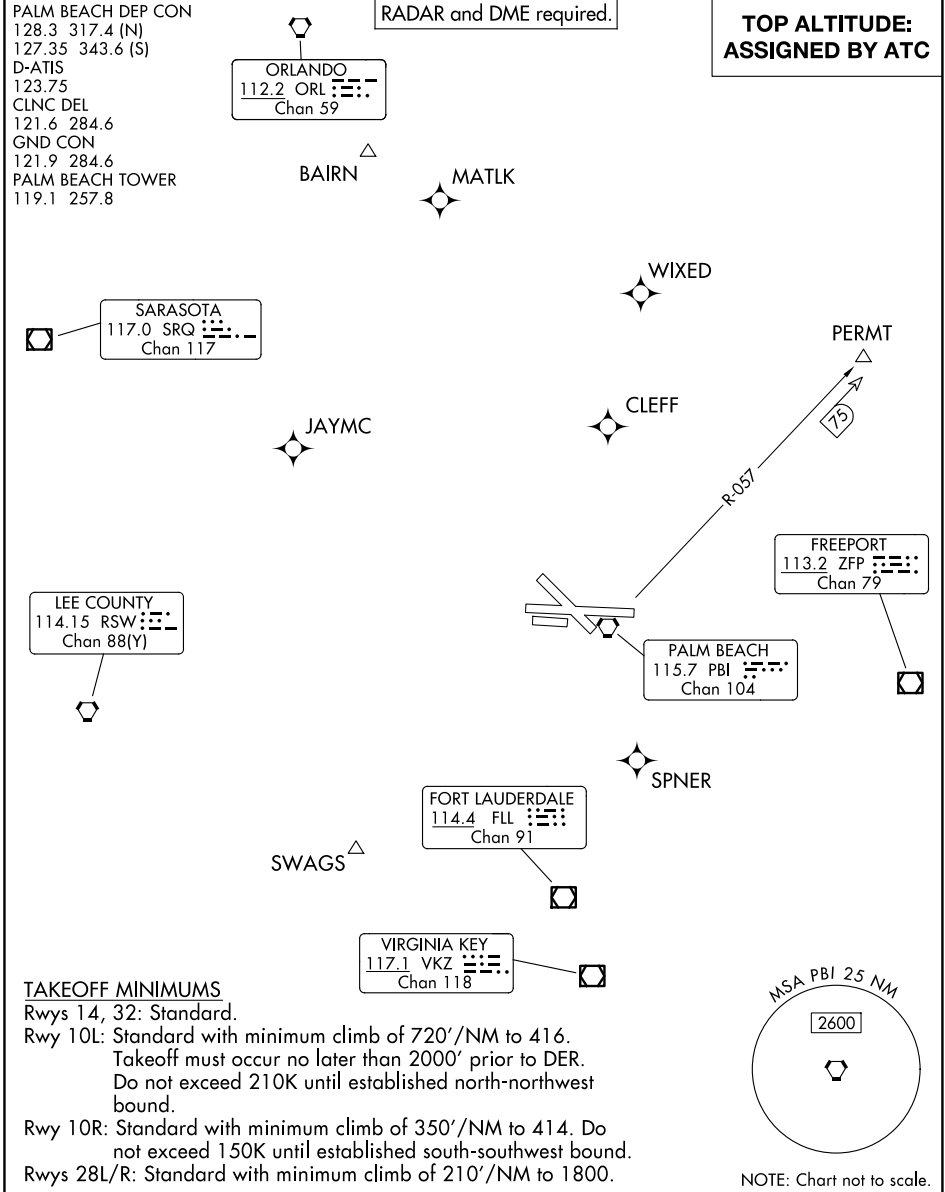 PALM BEACH DEP CON
128.3 317.4 (N)
127.35 343.6 (S)
D-ATIS
123.75
CLNC DEL
121.6 284.6
GND CON
121.9 284.6
PALM BEACH TOWER
119.1 257.8
RADAR and DME required.
TOP ALTITUDE:
ASSIGNED BY ATC
ORLANDO
112.2 ORL
Chan 59
BAIRN
MATLK
WIXED
SARASOTA
117.0 SRQ
Chan 117
PERMT
75
JAYMC
CLEFF
R-057
FREEPORT
113.2 ZFP
Chan 79
LEE COUNTY
114.15 RSW
Chan 88(Y)
PALM BEACH
115.7 PBI
Chan 104
SPNER
FORT LAUDERDALE
114.4 FLL
Chan 91
SWAGS
VIRGINIA KEY
117.1 VKZ
Chan 118
TAKEOFF MINIMUMS
Rwys 14, 32: Standard.
Rwy 10L: Standard with minimum climb of 720'/NM to 416.
Takeoff must occur no later than 2000' prior to DER.
Do not exceed 210K until established north-northwest
bound.
Rwy 10R: Standard with minimum climb of 350'/NM to 414. Do
not exceed 150K until established south-southwest bound.
Rwys 28L/R: Standard with minimum climb of 210'/NM to 1800.
MSA PBI 25 NM
2600
NOTE: Chart not to scale.